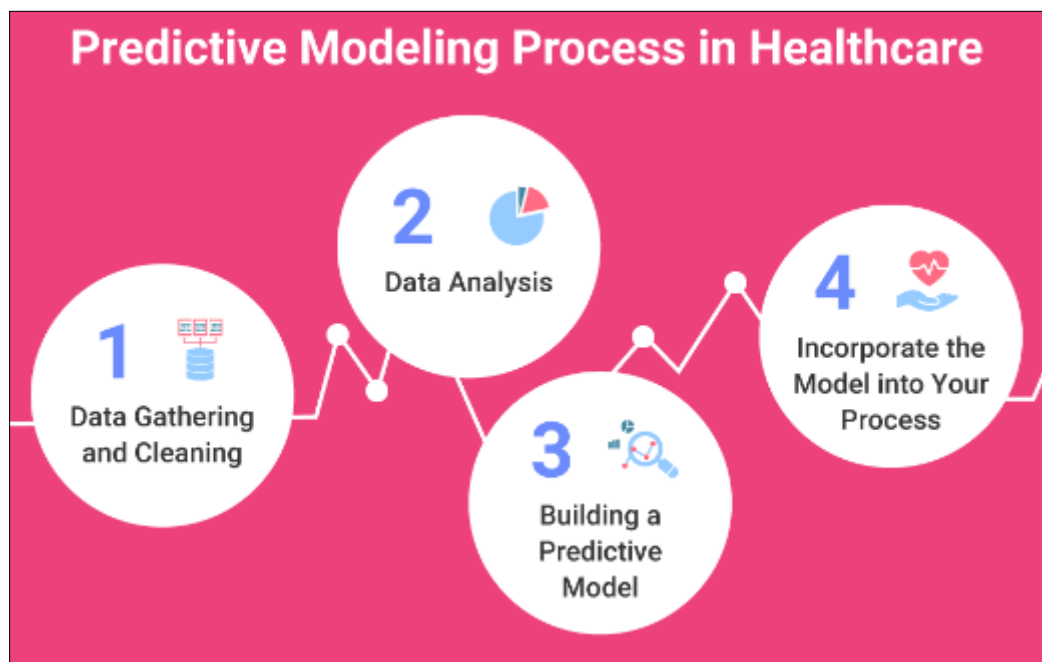 Predictive Modeling Process in Healthcare
1
Data Gathering
and Cleaning
2
Data Analysis
3
Building a
Predictive
Model
4
Incorporate the
Model into Your
Process